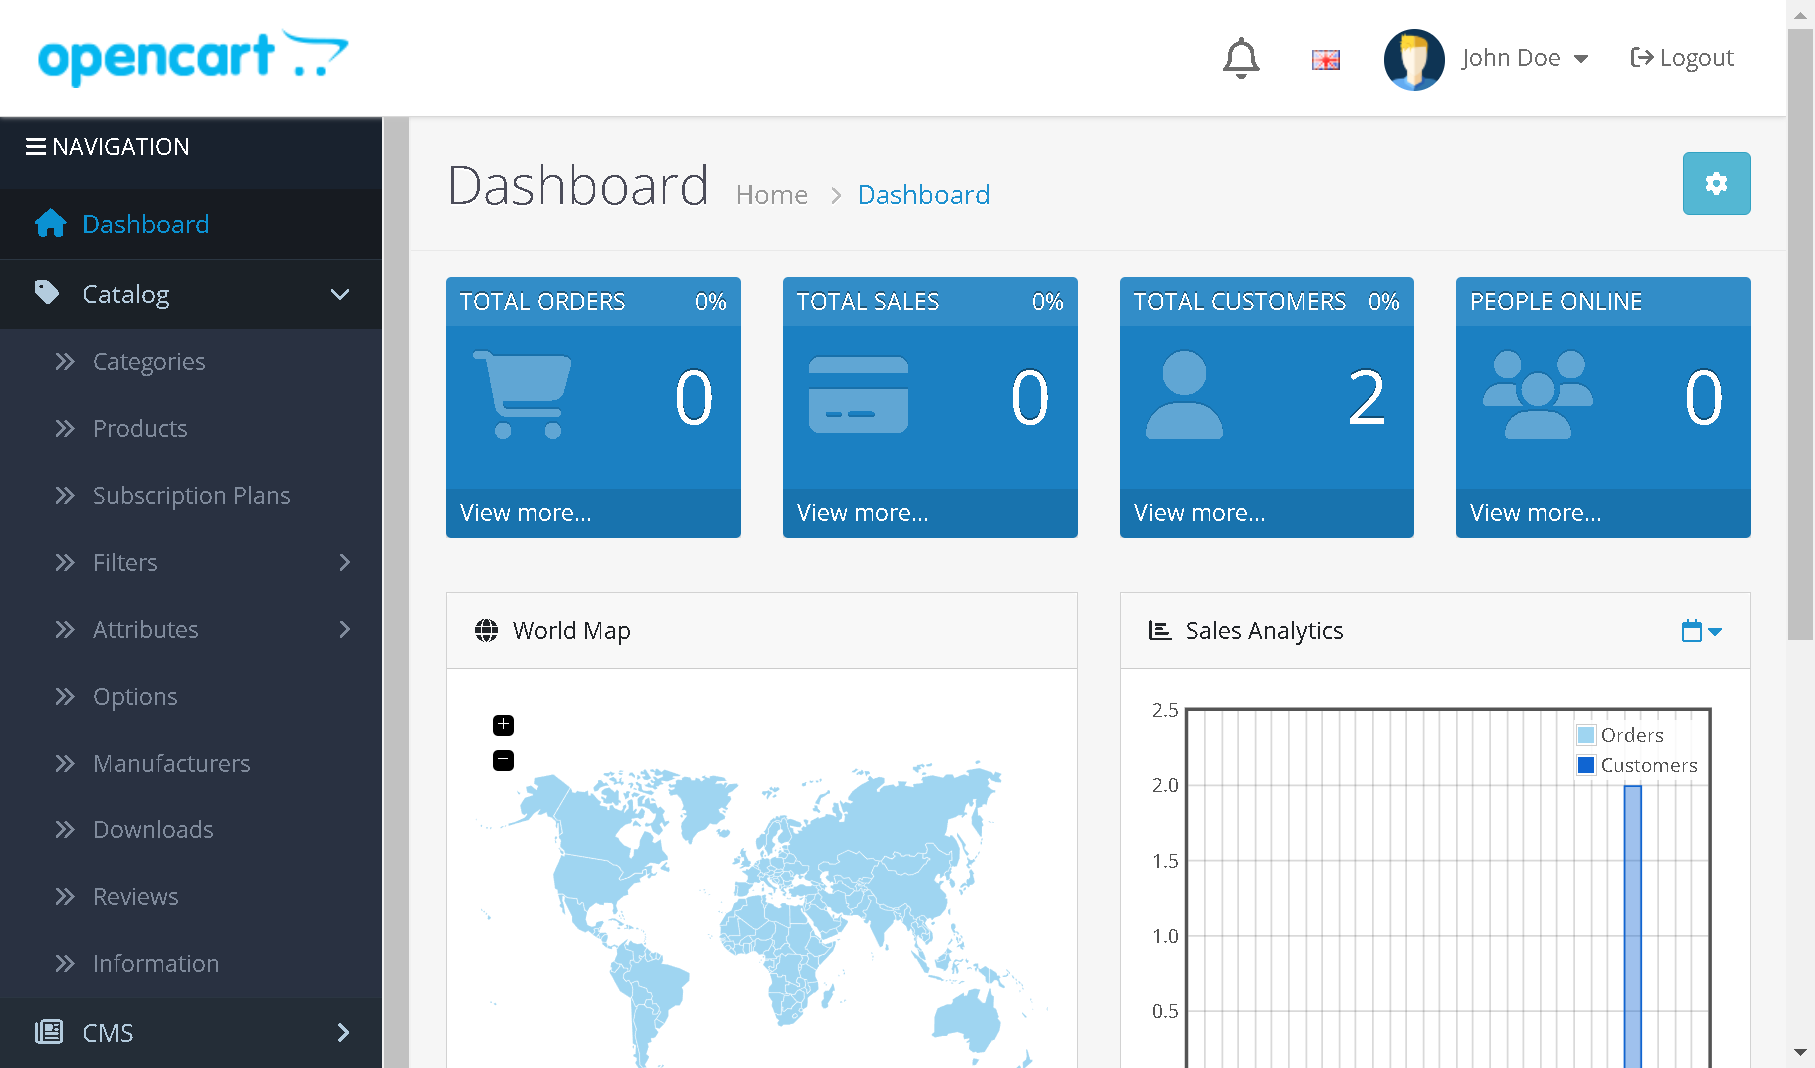 opencart
John Doe
Logout
NAVIGATION
Dashboard
Catalog
Categories
Products
Subscription Plans
Filters
Attributes
Options
Manufacturers
Downloads
Reviews
Information
CMS
Dashboard
Home
Dashboard
TOTAL ORDERS 0%
0
View more...
TOTAL SALES 0%
0
View more...
TOTAL CUSTOMERS 0%
2
View more...
PEOPLE ONLINE
0
View more...
World Map
+
−
Sales Analytics
2.5
2.0
1.5
1.0
0.5
Orders
Customers